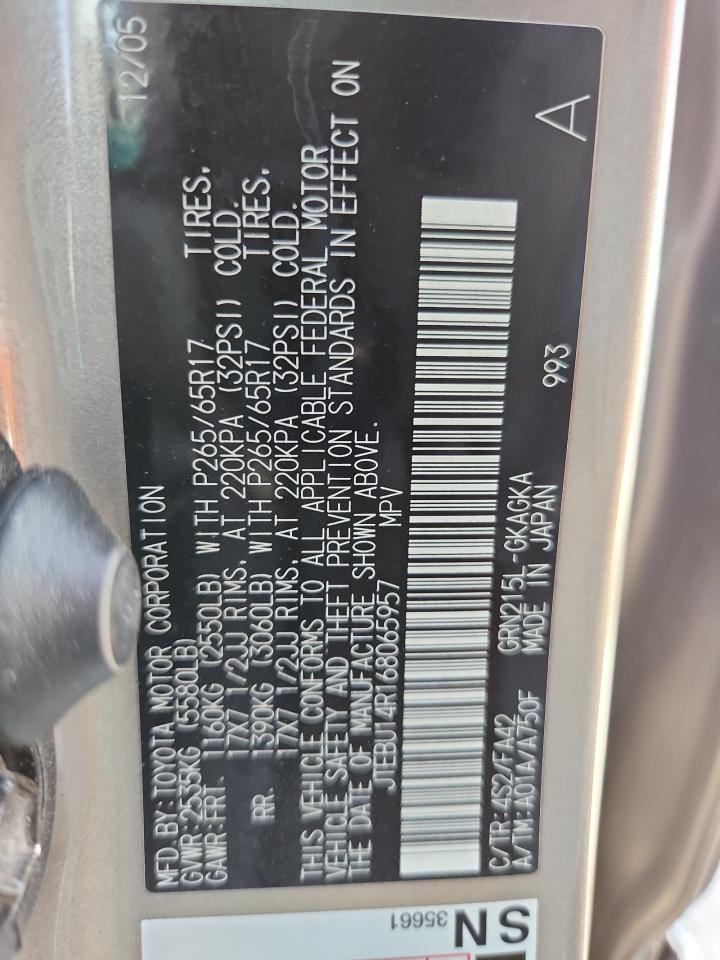 MFD.BY:TOYOTA MOTOR CORPORATION 12/05
GVWR:2535KG (5580LB)
GAWR:FRT. 1160KG (2550LB) WITH P265/65R17 TIRES,
17X7 1/2JJ RIMS, AT 220KPA (32PSI) COLD.
RR. 1390KG (3060LB) WITH P265/65R17 TIRES,
17X7 1/2JJ RIMS, AT 220KPA (32PSI) COLD.
THIS VEHICLE CONFORMS TO ALL APPLICABLE FEDERAL MOTOR
VEHICLE SAFETY AND THEFT PREVENTION STANDARDS IN EFFECT ON
THE DATE OF MANUFACTURE SHOWN ABOVE.
JTEBU14R168065957 MPV
C/TR:4S2/FA42 GRN215L-GKAGKA 993
A/TM:A01A/A750F MADE IN JAPAN
A
SN
35661